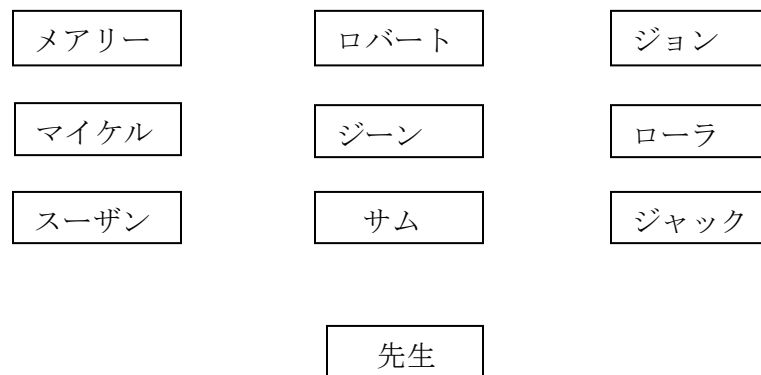 メアリー ロバート ジョン
マイケル ジーン ローラ
スーザン サム ジャック
先生